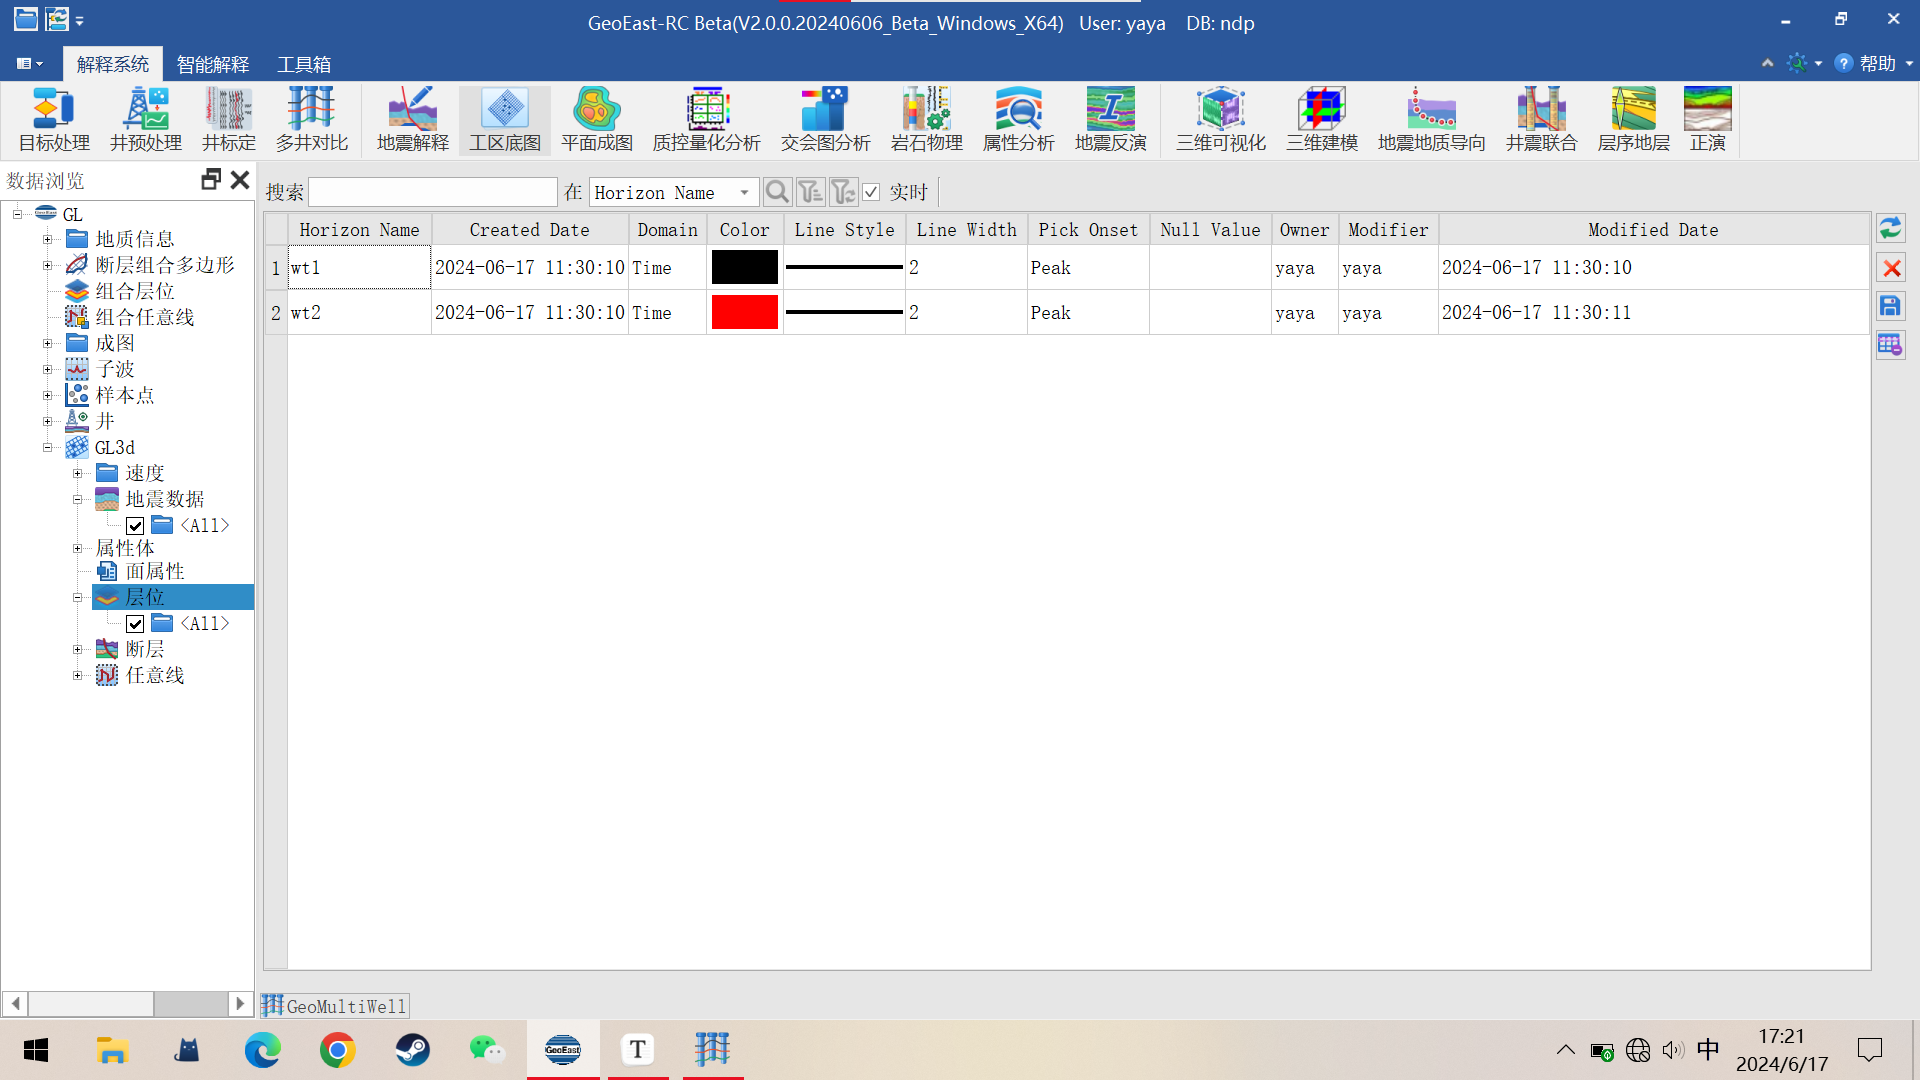 GeoEast-RC Beta(V2.0.0.20240606_Beta_Windows_X64)   User: yaya    DB: ndp
解释系统 智能解释 工具箱 帮助
目标处理 井预处理 井标定 多井对比 地震解释 工区底图 平面成图 质控量化分析 交会图分析 岩石物理 属性分析 地震反演 三维可视化 三维建模 地震地质导向 井震联合 层序地层 正演
数据浏览
搜索 在 Horizon Name 实时
GL
地质信息
断层组合多边形
组合层位
组合任意线
成图
子波
样本点
井
GL3d
速度
地震数据
<All>
属性体
面属性
层位
<All>
断层
任意线
Horizon Name Created Date Domain Color Line Style Line Width Pick Onset Null Value Owner Modifier Modified Date
1 wt1 2024-06-17 11:30:10 Time 2 Peak yaya yaya 2024-06-17 11:30:10
2 wt2 2024-06-17 11:30:10 Time 2 Peak yaya yaya 2024-06-17 11:30:11
GeoMultiWell
GeoEast
T
中
17:21
2024/6/17